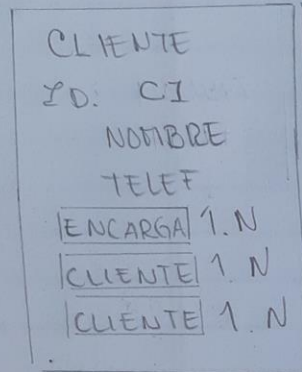 CLIENTE
ID. CI
NOMBRE
TELEF
ENCARGA 1.N
CLIENTE 1 N
CLIENTE 1. N